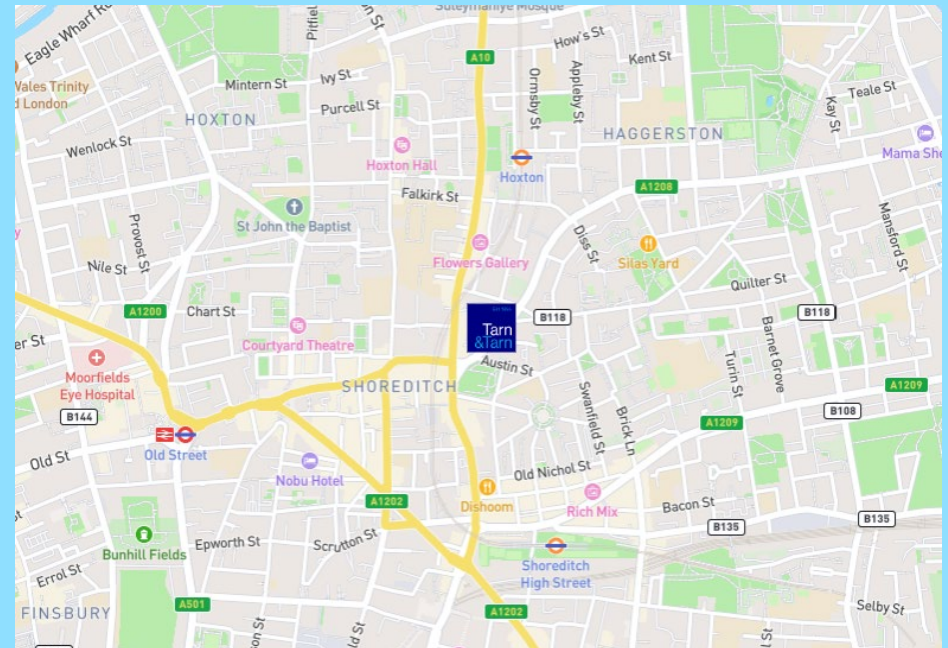 Suleymaniye Mosque
Eagle Wharf Ro
Pitfiel
How's St
A10
Kent St
Ormsby St
Appleby St
Wales Trinity
d London
Mintern St
Ivy St
Teale St
Purcell St
Kay St
HOXTON
HAGGERSTON
Wenlock St
Hoxton Hall
Hoxton
Mama She
Falkirk St
A1208
St John the Baptist
Provost St
Mansford St
Diss St
Nile St
Flowers Gallery
Silas Yard
Quilter St
A1200
Chart St
B118
B118
Tarn
&Tarn
er St
Courtyard Theatre
Barnet Grove
Austin St
Moorfields
Eye Hospital
SHOREDITCH
Turin St
A1209
B144
Swanfield St
Brick Ln
B108
A1209
Old St
Old Street
Nobu Hotel
Old Nichol St
Dishoom
Rich Mix
A1202
Bacon St
B135
B135
Bunhill Fields
Epworth St
Scrutton St
Shoreditch
High Street
Errol St
FINSBURY
A501
A1202
Selby St